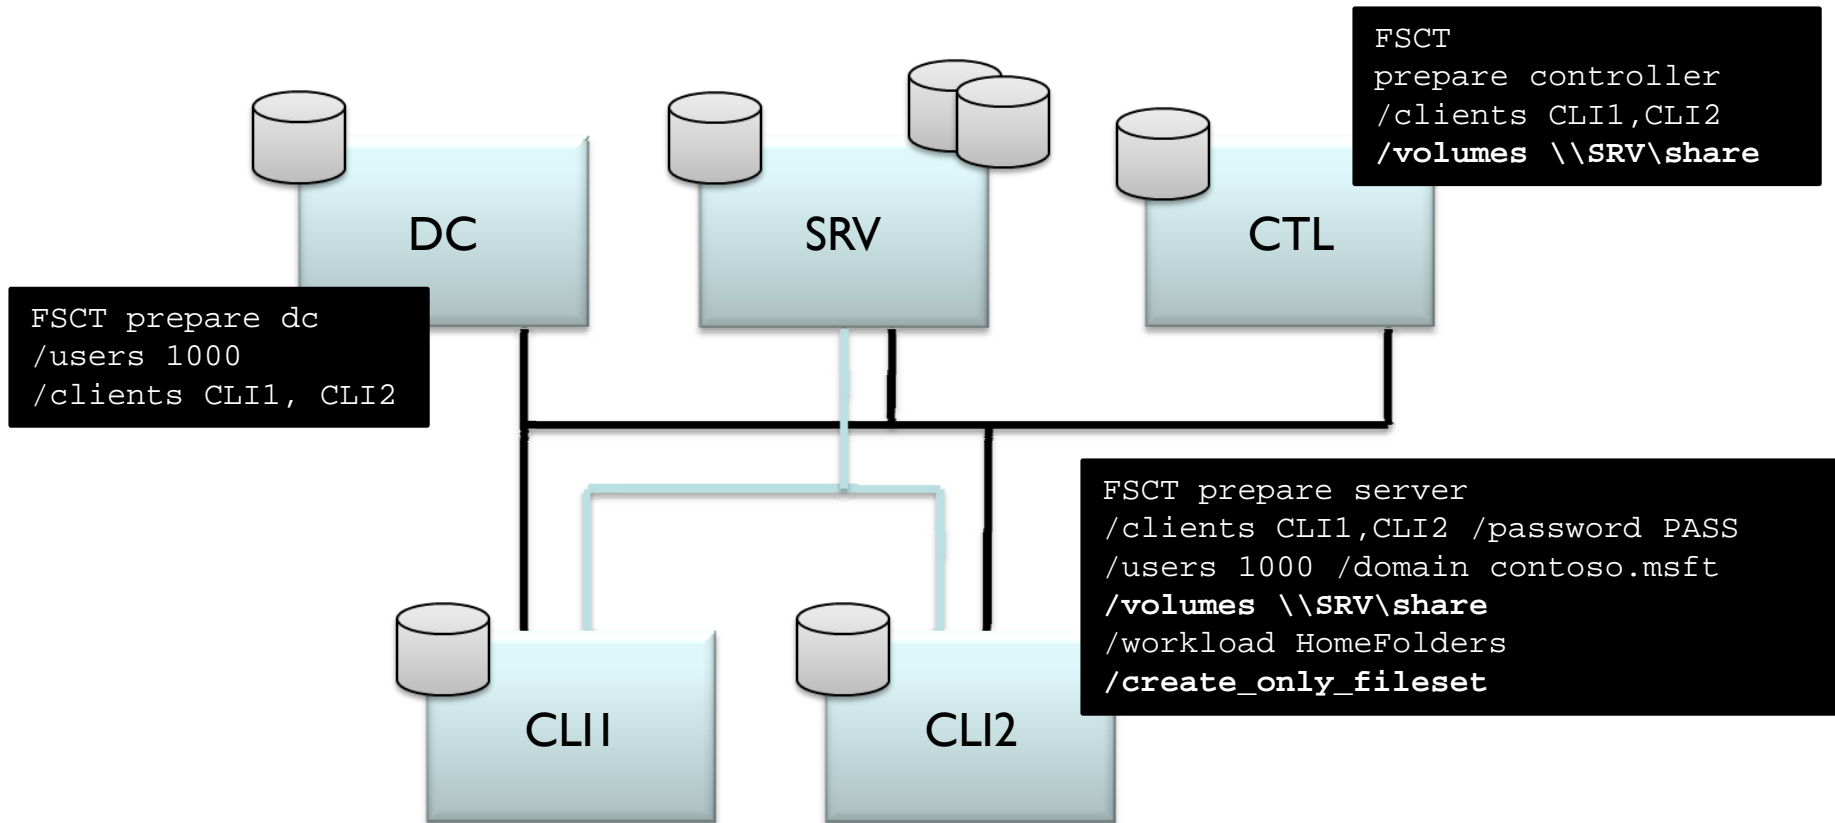 FSCT
prepare controller
/clients CLI1,CLI2
/volumes \\SRV\share
DC
SRV
CTL
FSCT prepare dc
/users 1000
/clients CLI1, CLI2
FSCT prepare server
/clients CLI1,CLI2 /password PASS
/users 1000 /domain contoso.msft
/volumes \\SRV\share
/workload HomeFolders
/create_only_fileset
CLI1
CLI2